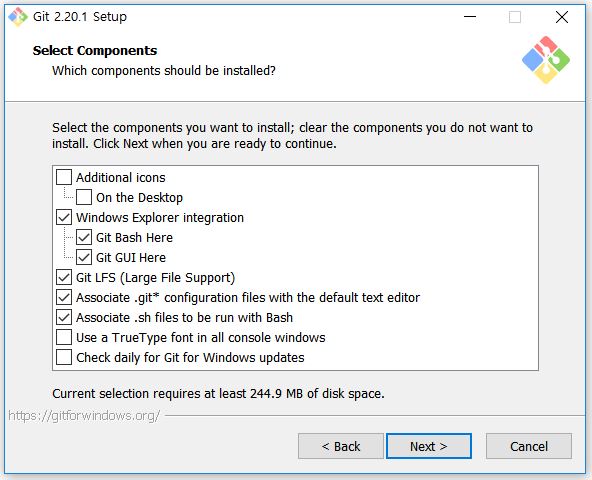 Git 2.20.1 Setup
Select Components
Which components should be installed?
Select the components you want to install; clear the components you do not want to
install. Click Next when you are ready to continue.
Additional icons
On the Desktop
Windows Explorer integration
Git Bash Here
Git GUI Here
Git LFS (Large File Support)
Associate .git* configuration files with the default text editor
Associate .sh files to be run with Bash
Use a TrueType font in all console windows
Check daily for Git for Windows updates
Current selection requires at least 244.9 MB of disk space.
https://gitforwindows.org/
< Back Next > Cancel